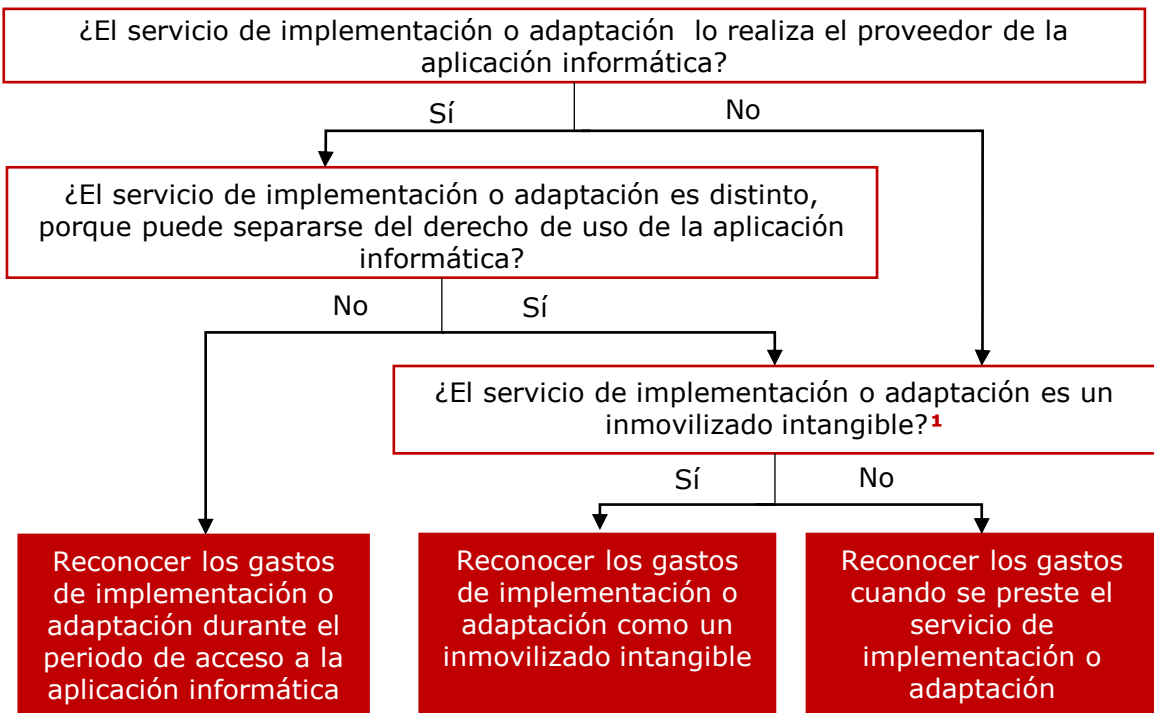 ¿El servicio de implementación o adaptación lo realiza el proveedor de la
aplicación informática?
Sí
No
¿El servicio de implementación o adaptación es distinto,
porque puede separarse del derecho de uso de la aplicación
informática?
No
Sí
¿El servicio de implementación o adaptación es un
inmovilizado intangible?¹
Sí
No
Reconocer los gastos
de implementación o
adaptación durante el
periodo de acceso a la
aplicación informática
Reconocer los gastos
de implementación o
adaptación como un
inmovilizado intangible
Reconocer los gastos
cuando se preste el
servicio de
implementación o
adaptación